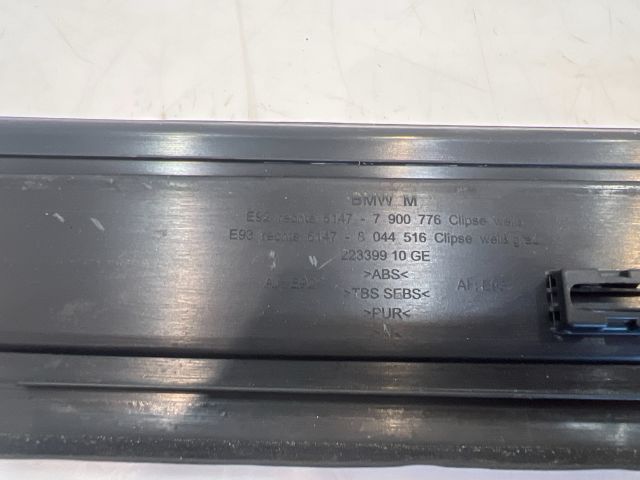 BMW M
E92 rechts 5147 - 7 900 776 Clipse weiß
E93 rechts 5147 - 8 044 516 Clipse weiß grau
223399 10 GE
>ABS<
>TBS SEBS<
>PUR<